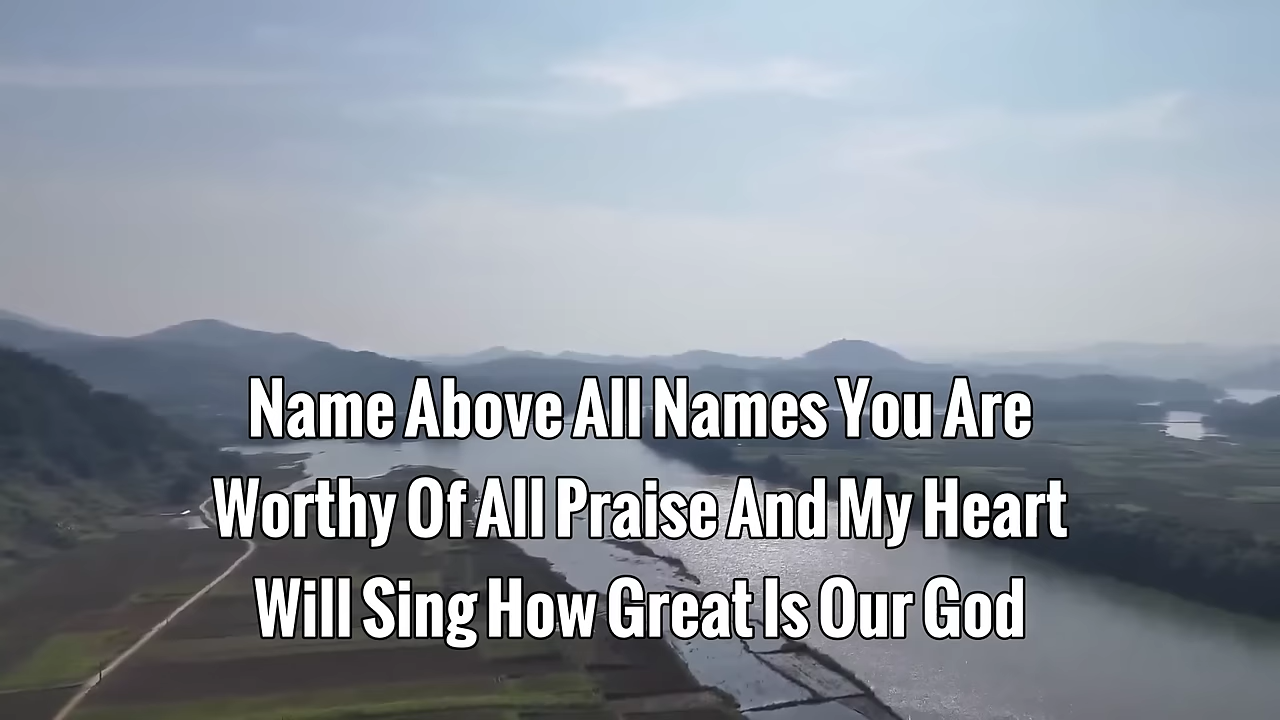 Name Above All Names You Are
Worthy Of All Praise And My Heart
Will Sing How Great Is Our God